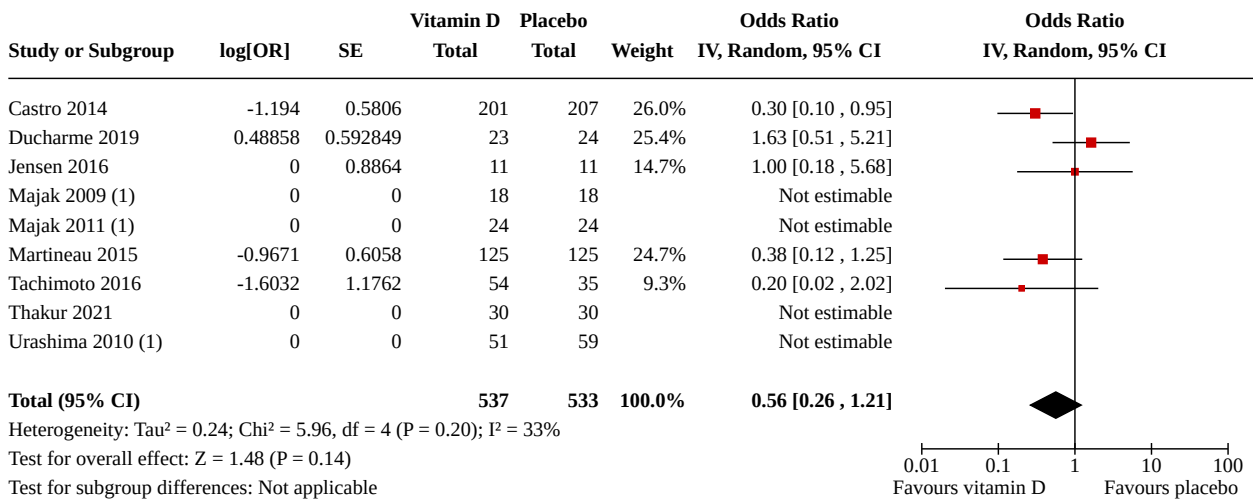 Vitamin D Placebo Odds Ratio Odds Ratio
Study or Subgroup log[OR] SE Total Total Weight IV, Random, 95% CI IV, Random, 95% CI
Castro 2014 -1.194 0.5806 201 207 26.0% 0.30 [0.10 , 0.95]
Ducharme 2019 0.48858 0.592849 23 24 25.4% 1.63 [0.51 , 5.21]
Jensen 2016 0 0.8864 11 11 14.7% 1.00 [0.18 , 5.68]
Majak 2009 (1) 0 0 18 18 Not estimable
Majak 2011 (1) 0 0 24 24 Not estimable
Martineau 2015 -0.9671 0.6058 125 125 24.7% 0.38 [0.12 , 1.25]
Tachimoto 2016 -1.6032 1.1762 54 35 9.3% 0.20 [0.02 , 2.02]
Thakur 2021 0 0 30 30 Not estimable
Urashima 2010 (1) 0 0 51 59 Not estimable
Total (95% CI) 537 533 100.0% 0.56 [0.26 , 1.21]
Heterogeneity: Tau² = 0.24; Chi² = 5.96, df = 4 (P = 0.20); I² = 33%
Test for overall effect: Z = 1.48 (P = 0.14)
Test for subgroup differences: Not applicable
0.01 0.1 1 10 100
Favours vitamin D Favours placebo